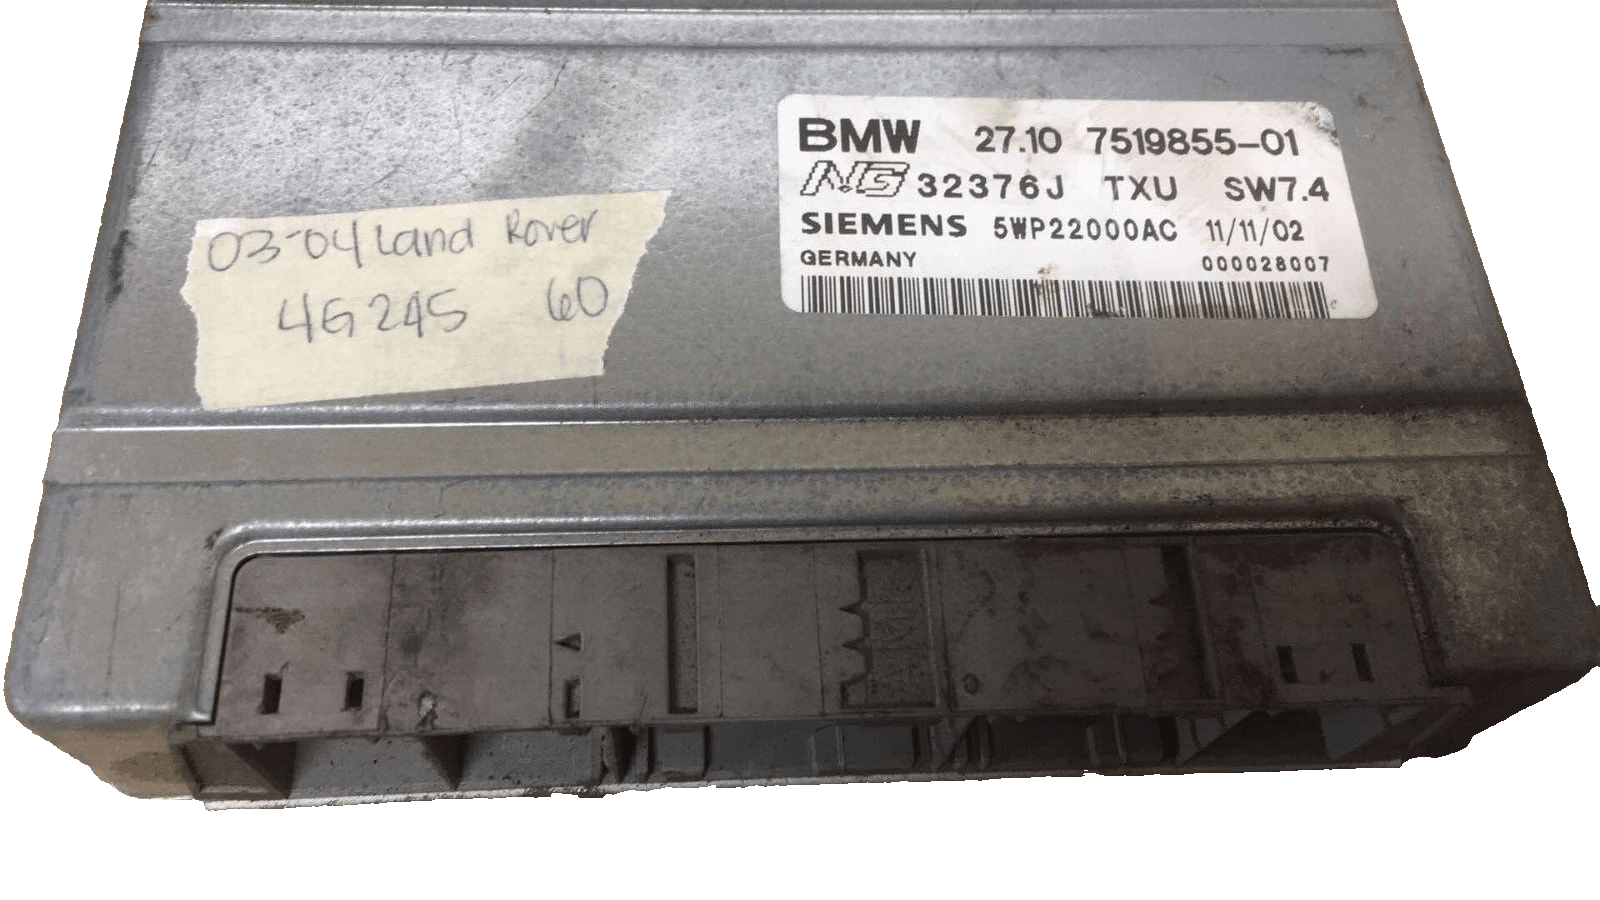 03-04 Land Rover
4G245 60
BMW 27.10 7519855-01
NG 32376J TXU SW7.4
SIEMENS 5WP22000AC 11/11/02
GERMANY 000028007